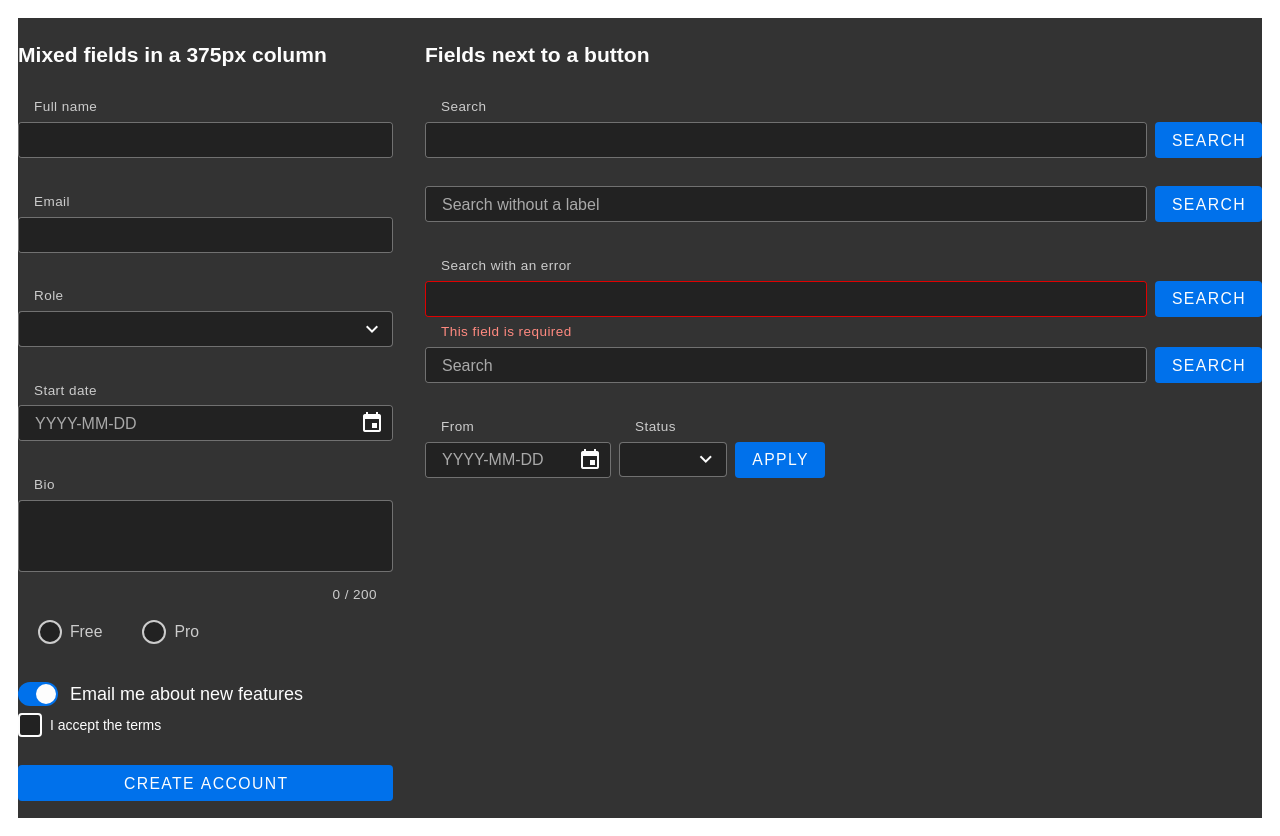 Mixed fields in a 375px column
Full name
Email
Role
Start date
YYYY-MM-DD
Bio
0 / 200
Free Pro
Email me about new features
I accept the terms
CREATE ACCOUNT
Fields next to a button
Search
SEARCH
Search without a label SEARCH
Search with an error
SEARCH
This field is required
Search SEARCH
From Status
YYYY-MM-DD APPLY